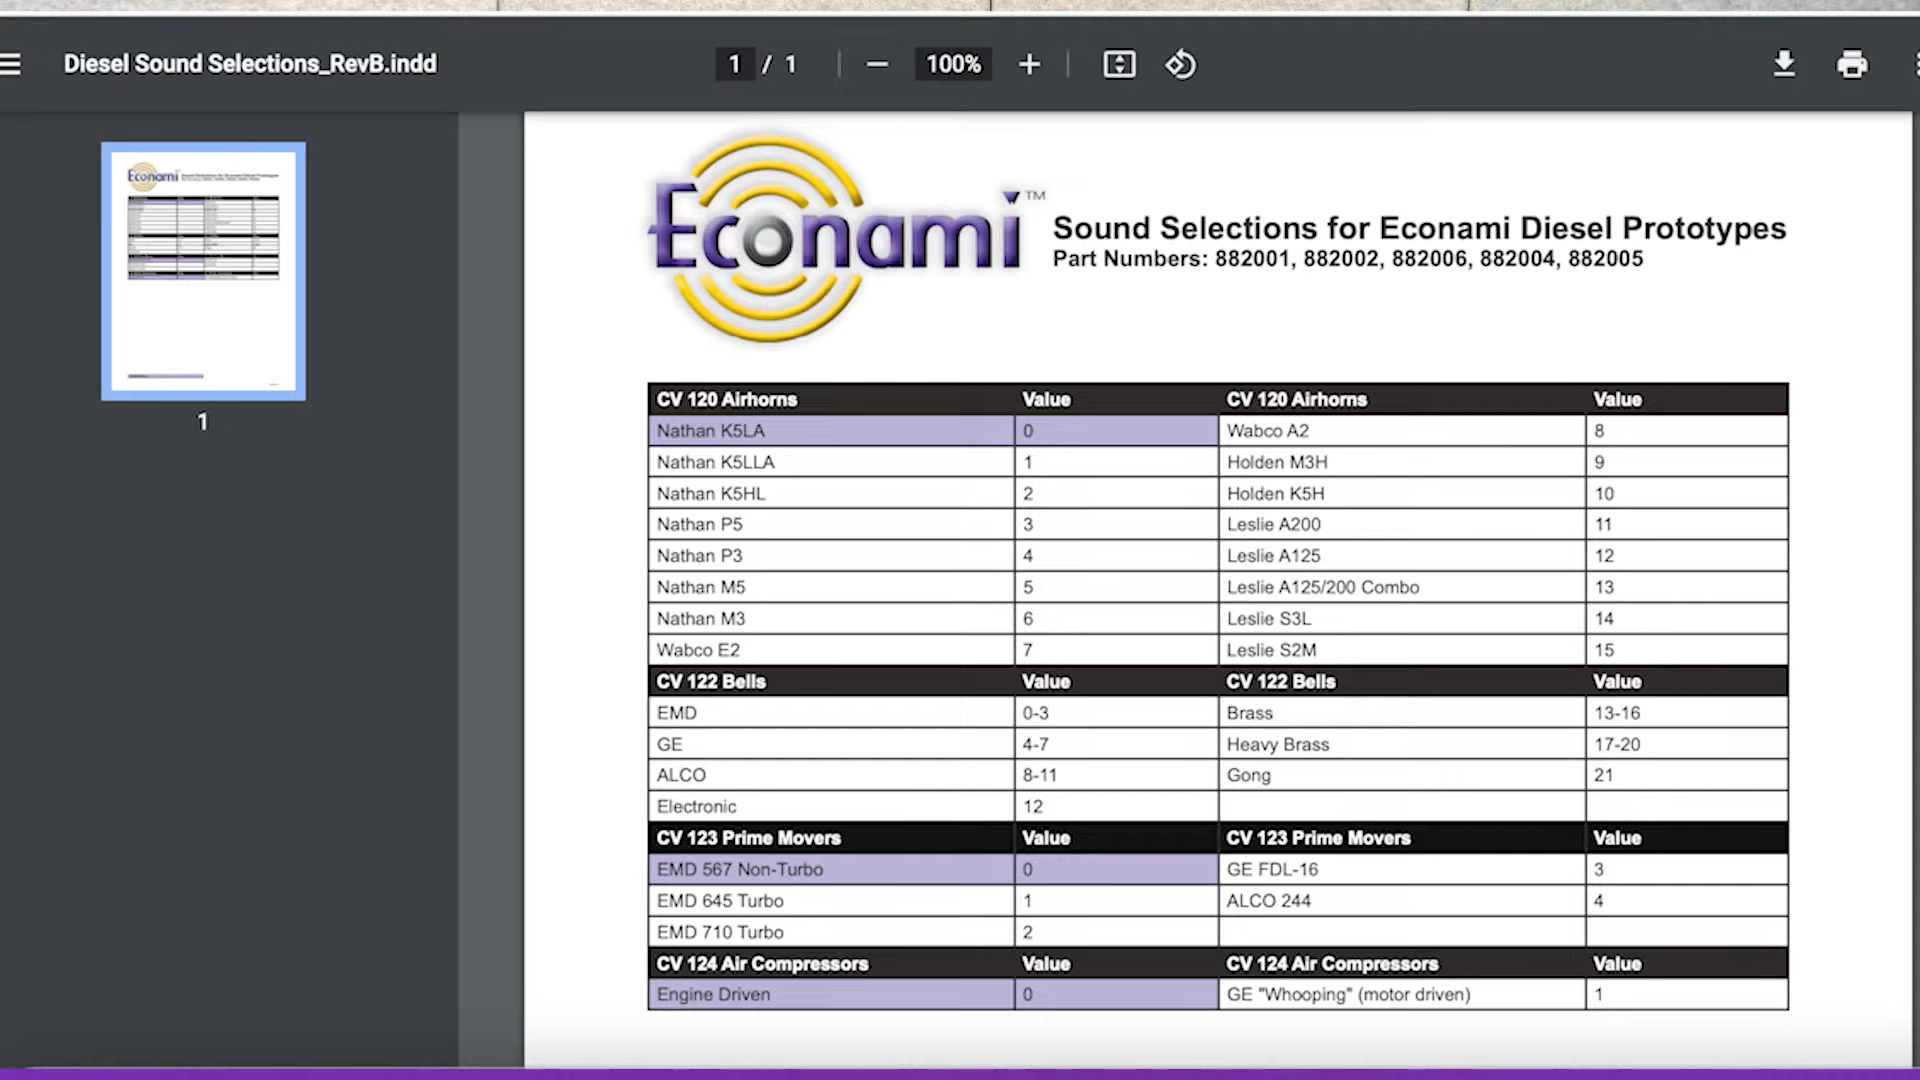 Diesel Sound Selections_RevB.indd 1 / 1 100%
Econami™
Sound Selections for Econami Diesel Prototypes
Part Numbers: 882001, 882002, 882006, 882004, 882005
1
CV 120 Airhorns Value CV 120 Airhorns Value
Nathan K5LA 0 Wabco A2 8
Nathan K5LLA 1 Holden M3H 9
Nathan K5HL 2 Holden K5H 10
Nathan P5 3 Leslie A200 11
Nathan P3 4 Leslie A125 12
Nathan M5 5 Leslie A125/200 Combo 13
Nathan M3 6 Leslie S3L 14
Wabco E2 7 Leslie S2M 15
CV 122 Bells Value CV 122 Bells Value
EMD 0-3 Brass 13-16
GE 4-7 Heavy Brass 17-20
ALCO 8-11 Gong 21
Electronic 12
CV 123 Prime Movers Value CV 123 Prime Movers Value
EMD 567 Non-Turbo 0 GE FDL-16 3
EMD 645 Turbo 1 ALCO 244 4
EMD 710 Turbo 2
CV 124 Air Compressors Value CV 124 Air Compressors Value
Engine Driven 0 GE "Whooping" (motor driven) 1